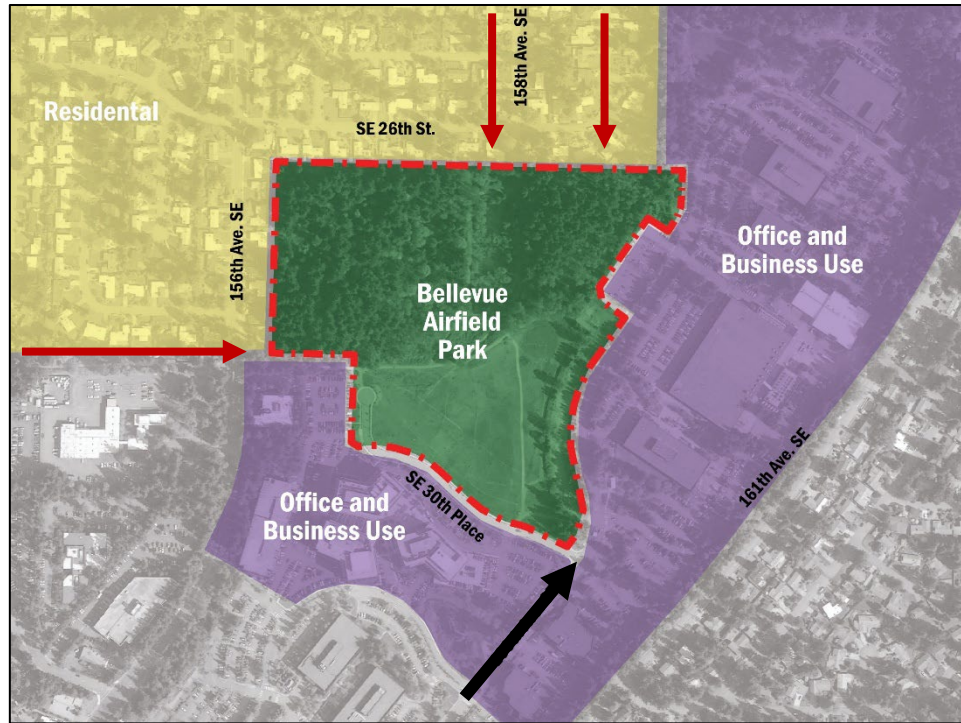 158th Ave. SE
Residental
SE 26th St.
156th Ave. SE
Office and
Business Use
Bellevue
Airfield
Park
161th Ave. SE
SE 30th Place
Office and
Business Use